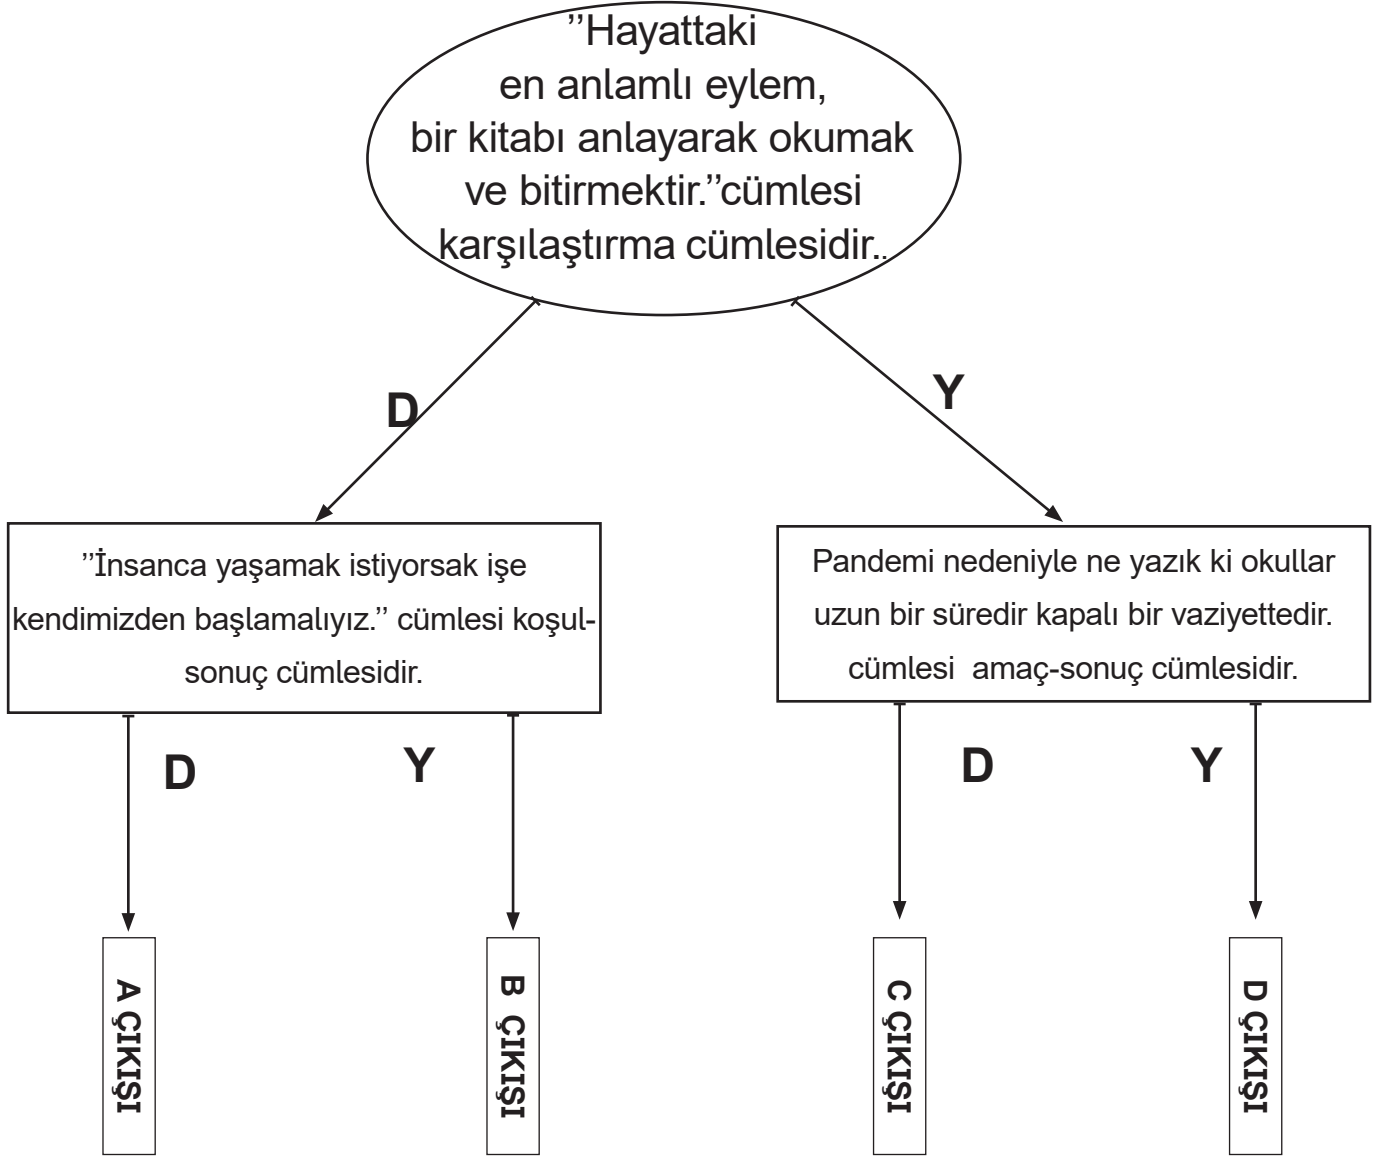 ’’Hayattaki
en anlamlı eylem,
bir kitabı anlayarak okumak
ve bitirmektir.’’cümlesi
karşılaştırma cümlesidir..
D
Y
’’İnsanca yaşamak istiyorsak işe
kendimizden başlamalıyız.’’ cümlesi koşul-
sonuç cümlesidir.
Pandemi nedeniyle ne yazık ki okullar
uzun bir süredir kapalı bir vaziyettedir.
cümlesi  amaç-sonuç cümlesidir.
D
Y
D
Y
A ÇIKIŞI
B ÇIKIŞI
C ÇIKIŞI
D ÇIKIŞI